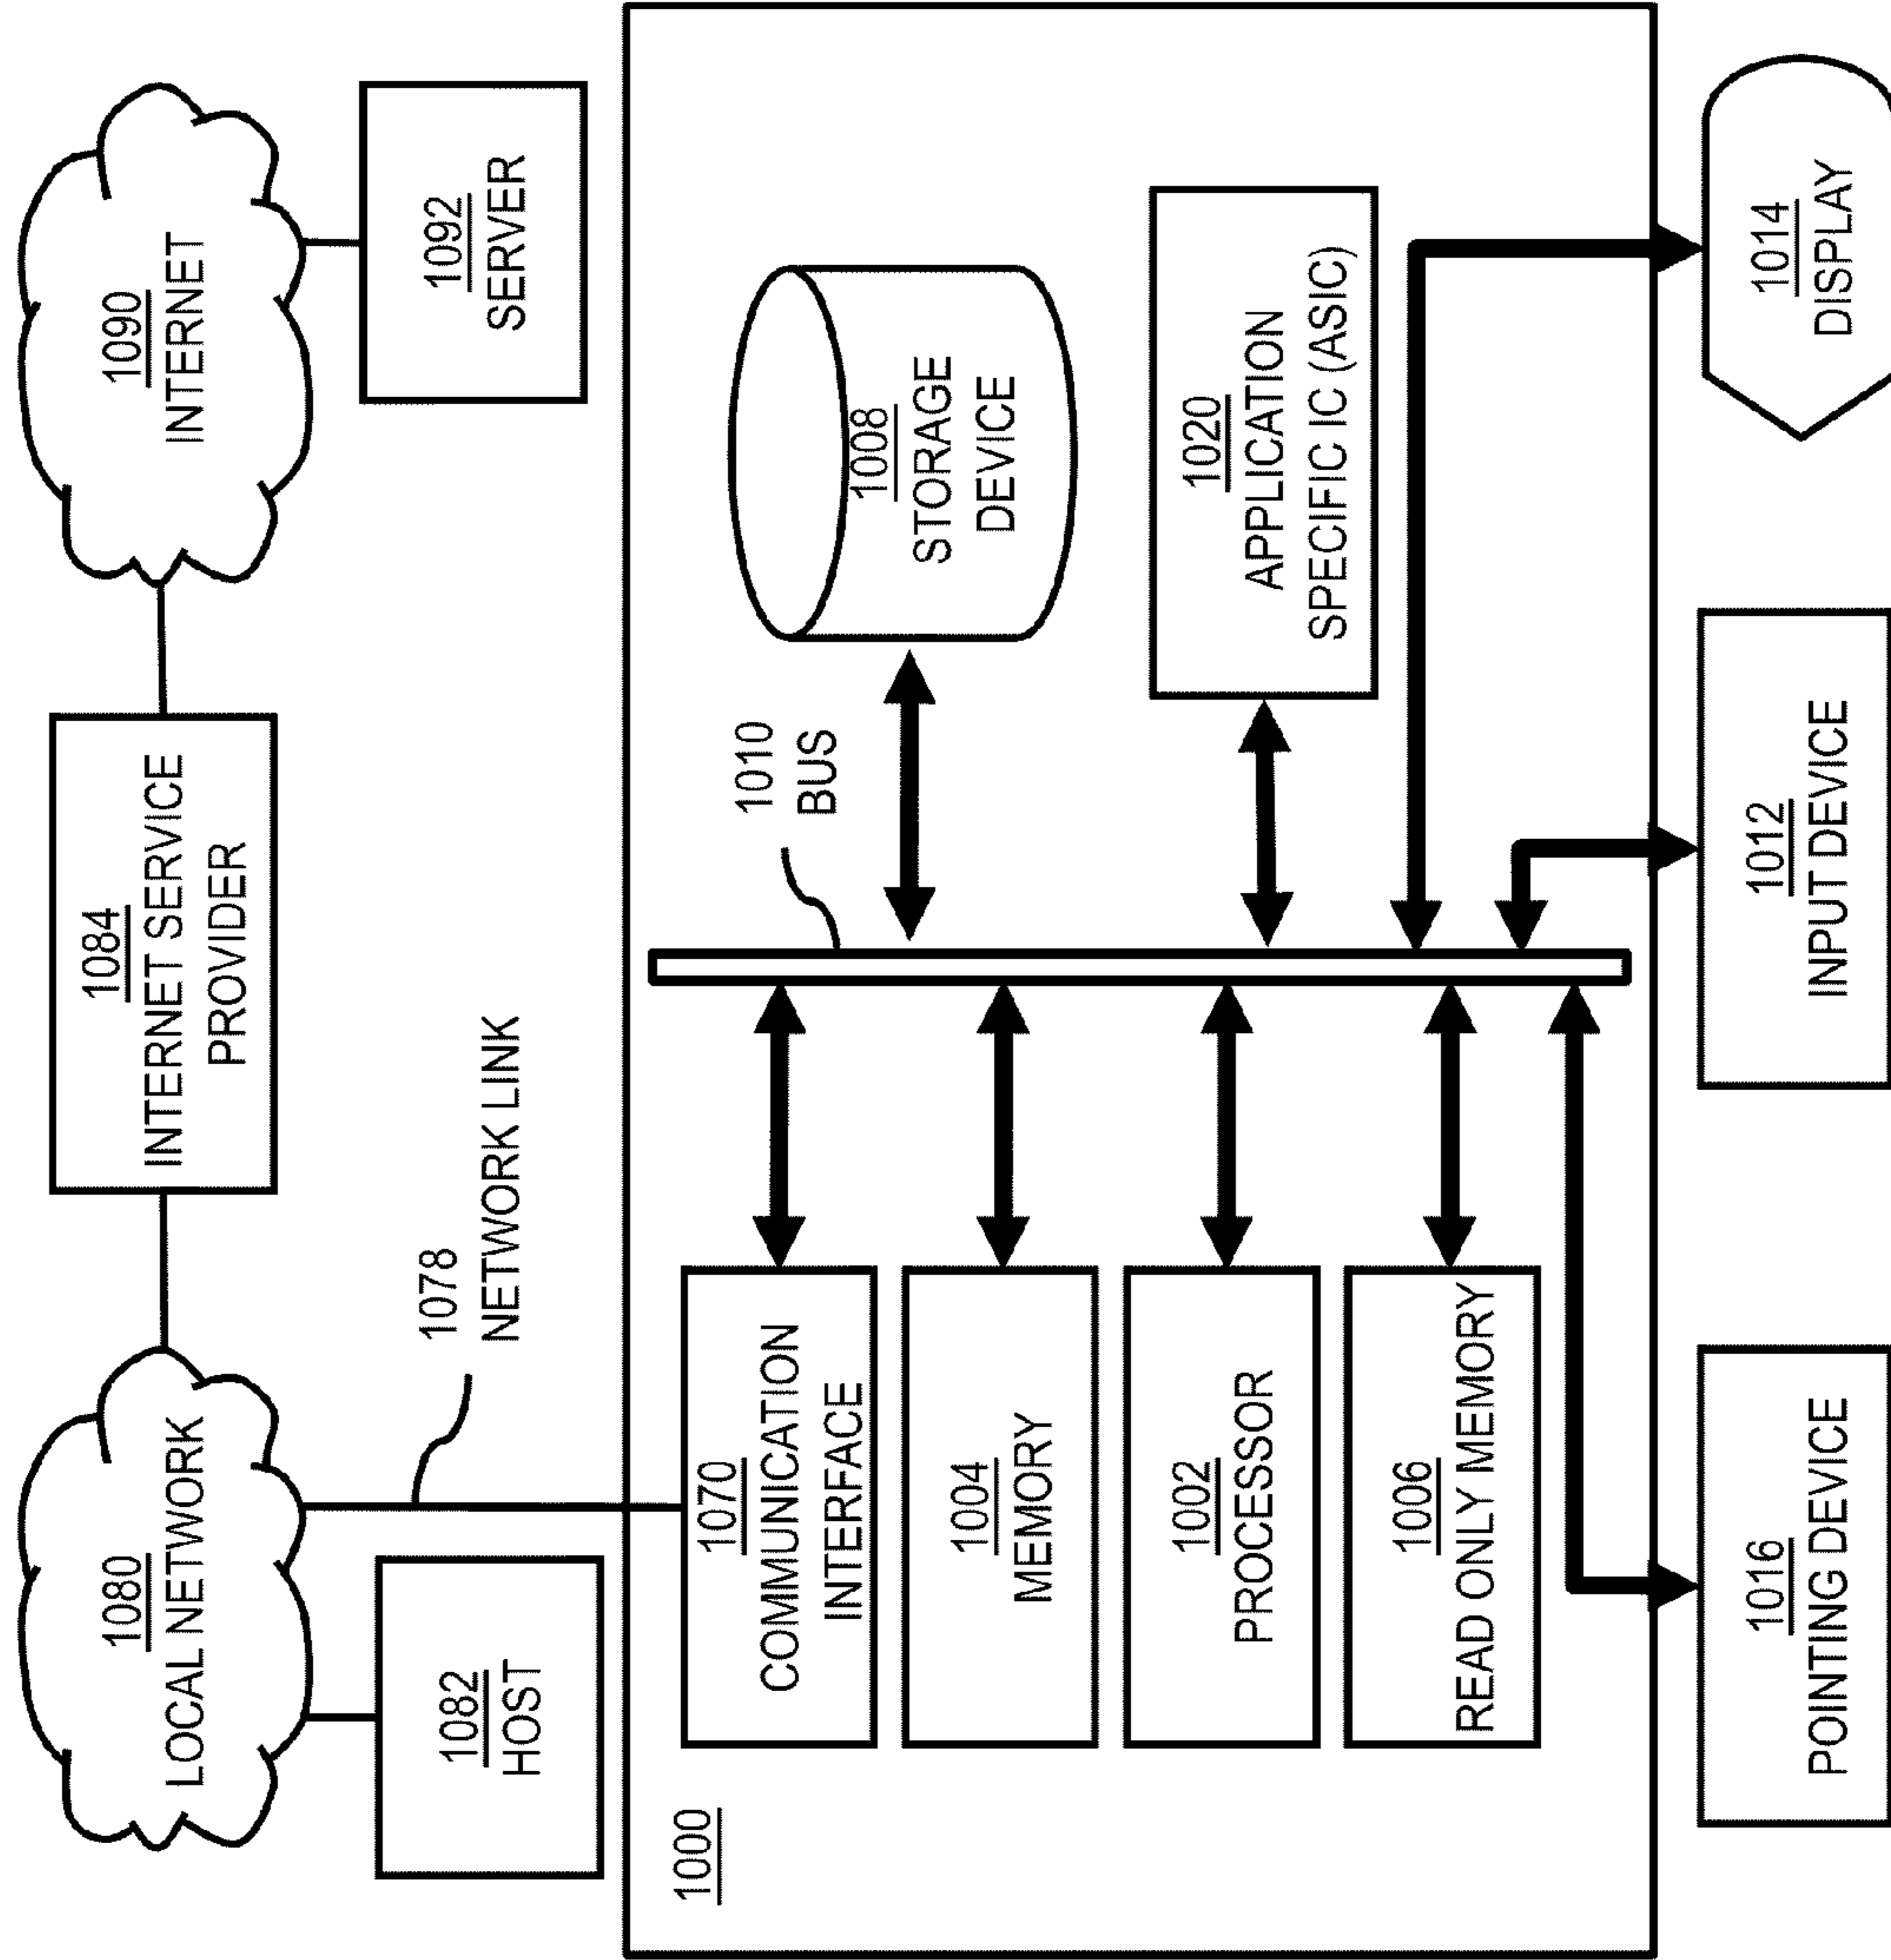 1080
LOCAL NETWORK
1084
INTERNET SERVICE
PROVIDER
1090
INTERNET
1082
HOST
1078
NETWORK LINK
1092
SERVER
1000
1070
COMMUNICATION
INTERFACE
1010
BUS
1008
STORAGE
DEVICE
1004
MEMORY
1002
PROCESSOR
1020
APPLICATION
SPECIFIC IC (ASIC)
1006
READ ONLY MEMORY
1016
POINTING DEVICE
1012
INPUT DEVICE
1014
DISPLAY